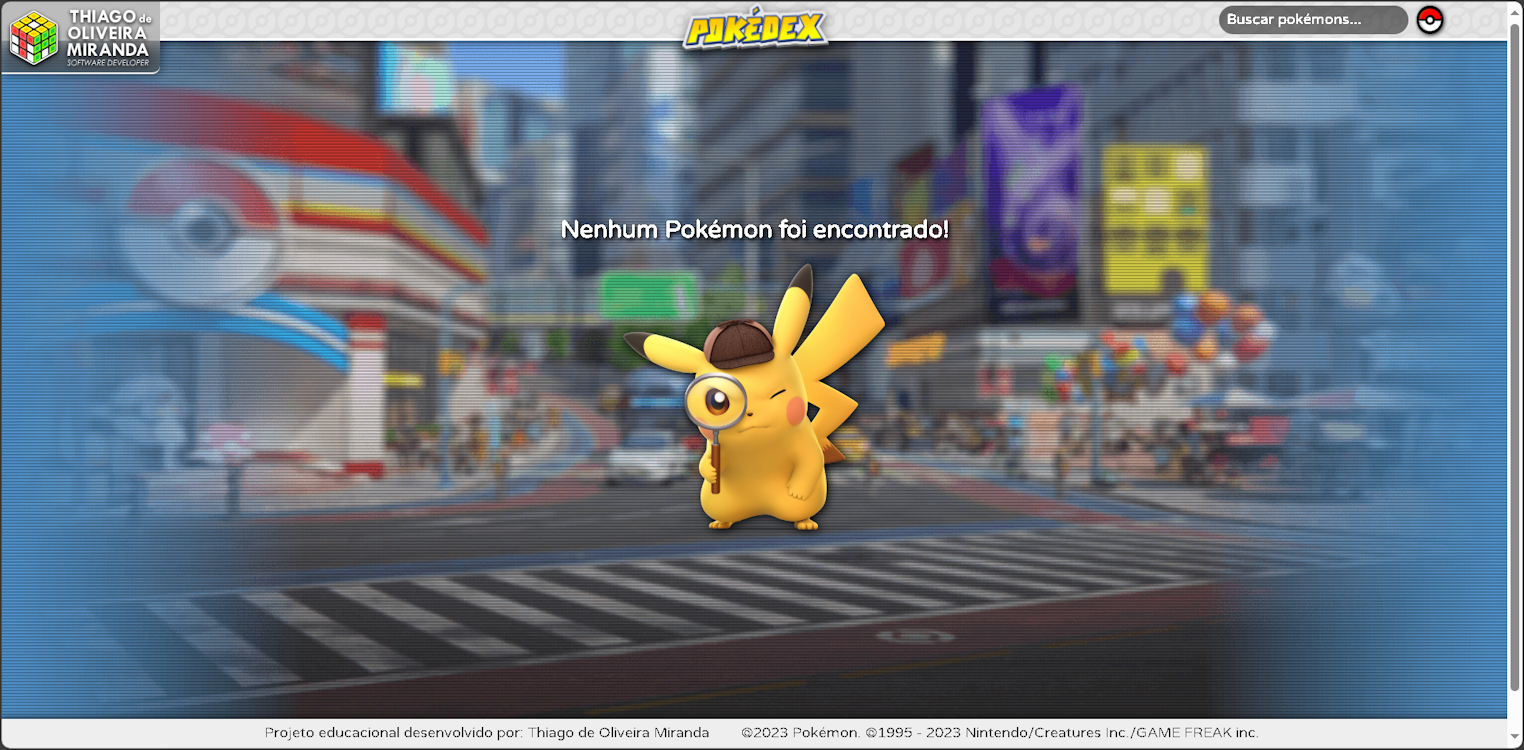 THIAGO de
OLIVEIRA
MIRANDA
SOFTWARE DEVELOPER
POKÉDEX
Buscar pokémons...
Nenhum Pokémon foi encontrado!
Projeto educacional desenvolvido por: Thiago de Oliveira Miranda ©2023 Pokémon. ©1995 - 2023 Nintendo/Creatures Inc./GAME FREAK inc.